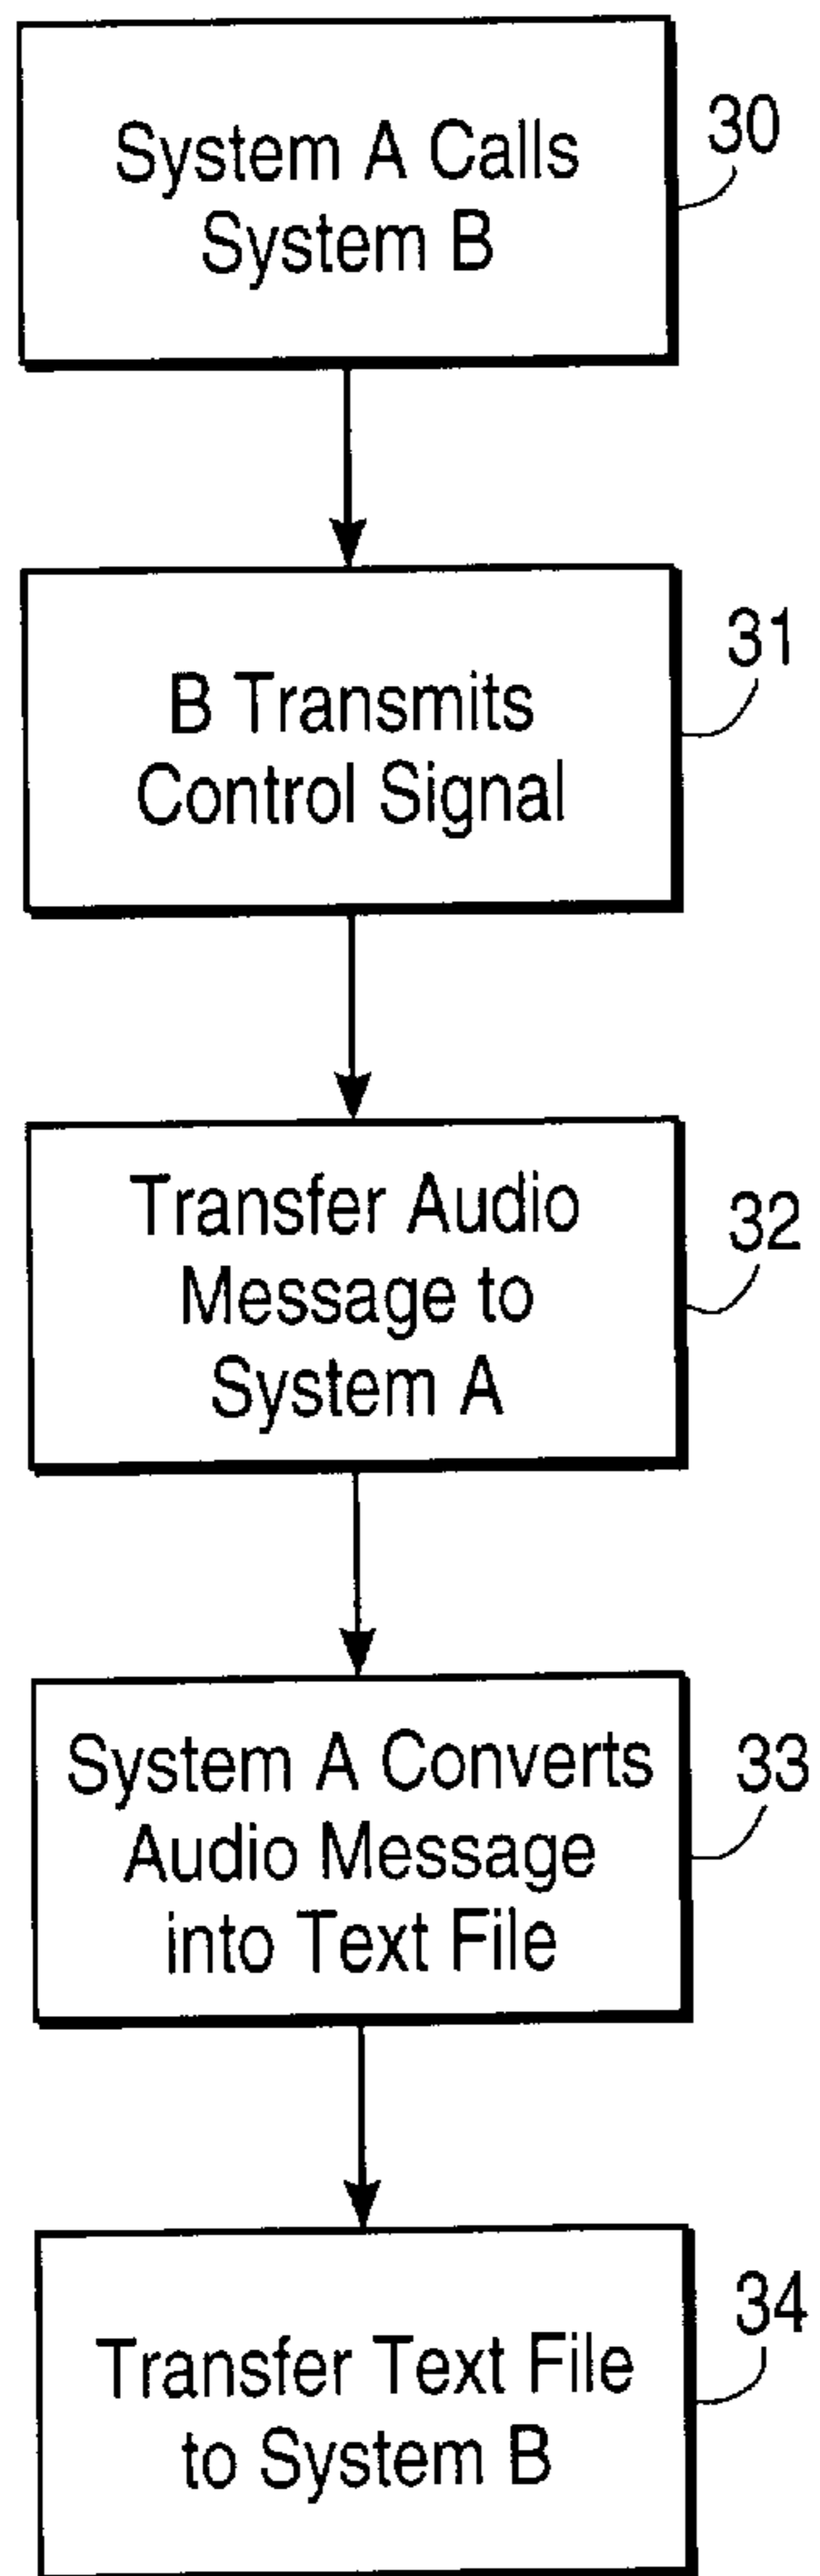 System A Calls
System B
30
B Transmits
Control Signal
31
Transfer Audio
Message to
System A
32
System A Converts
Audio Message
into Text File
33
Transfer Text File
to System B
34